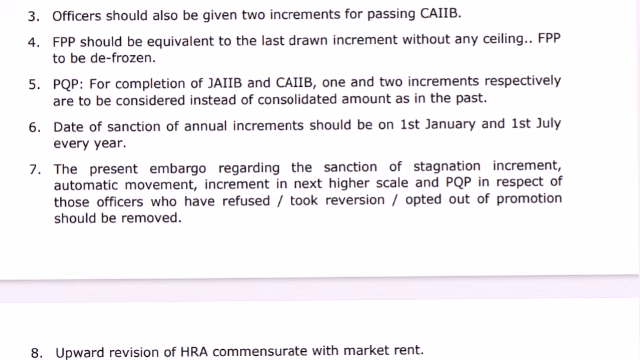 3. Officers should also be given two increments for passing CAIIB.
4. FPP should be equivalent to the last drawn increment without any ceiling.. FPP
to be de-frozen.
5. PQP: For completion of JAIIB and CAIIB, one and two increments respectively
are to be considered instead of consolidated amount as in the past.
6. Date of sanction of annual increments should be on 1st January and 1st July
every year.
7. The present embargo regarding the sanction of stagnation increment,
automatic movement, increment in next higher scale and PQP in respect of
those officers who have refused / took reversion / opted out of promotion
should be removed.
8. Upward revision of HRA commensurate with market rent.